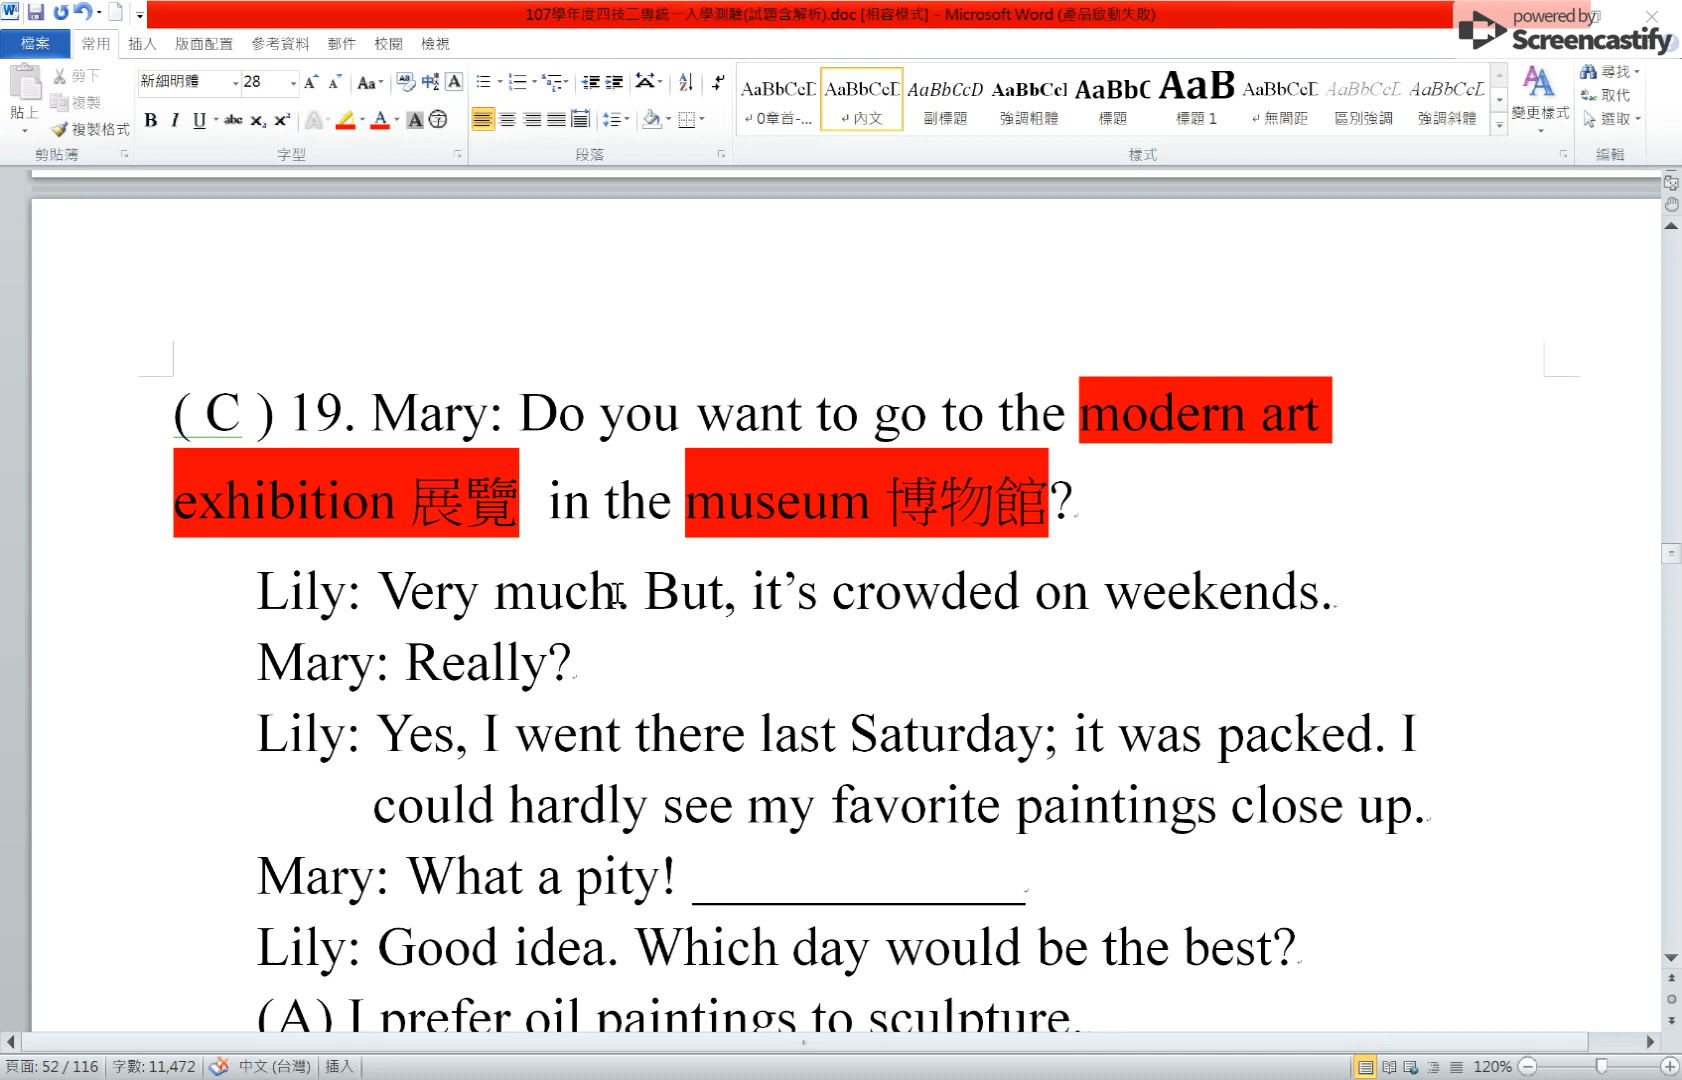 107學年度四技二專統一入學測驗(試題含解析).doc [相容模式] - Microsoft Word (產品啟動失敗)
powered by
Screencastify
檔案 常用 插入 版面配置 參考資料 郵件 校閱 檢視
貼上 剪下 複製 複製格式 剪貼簿
新細明體 28
字型
段落
AaBbCcD AaBbCcD AaBbCcD AaBbCcI AaBbC AaB AaBbCcD AaBbCcD AaBbCcD
0章首-... 內文 副標題 強調粗體 標題 標題 1 無間距 區別強調 強調斜體
樣式
變更樣式
尋找
取代
選取
編輯
( C ) 19. Mary: Do you want to go to the modern art
exhibition 展覽 in the museum 博物館?
Lily: Very much. But, it’s crowded on weekends.
Mary: Really?
Lily: Yes, I went there last Saturday; it was packed. I
could hardly see my favorite paintings close up.
Mary: What a pity! ____________
Lily: Good idea. Which day would be the best?
(A) I prefer oil paintings to sculpture.
頁面: 52 / 116 字數: 11,472 中文 (台灣) 插入 120%